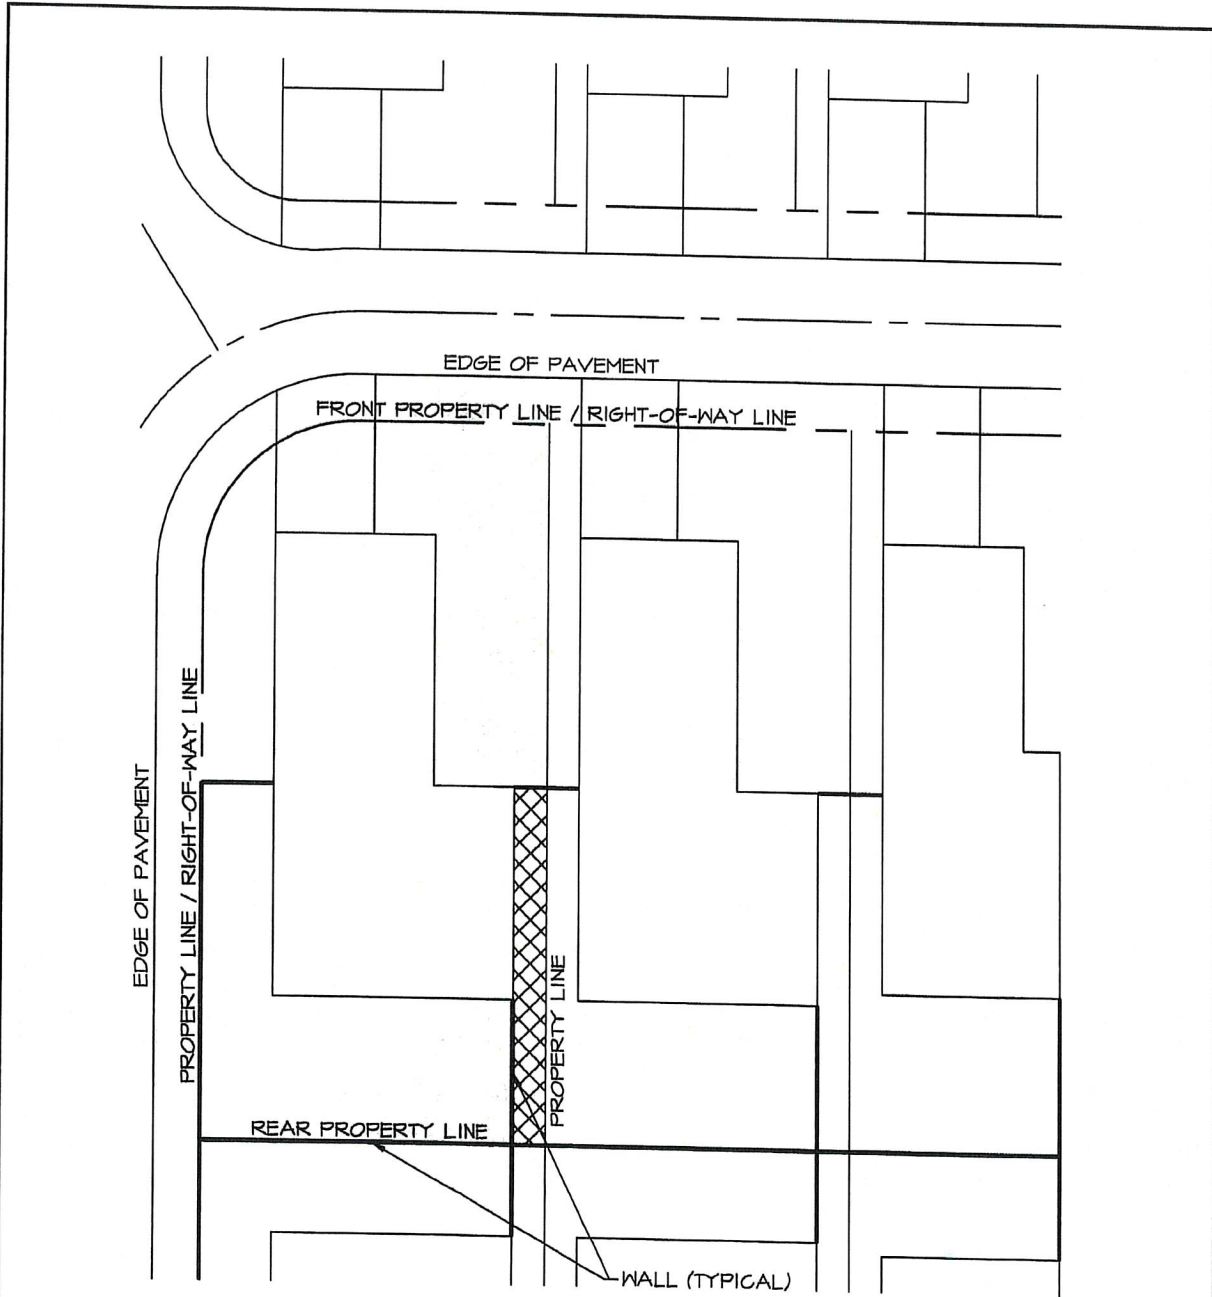 EDGE OF PAVEMENT
FRONT PROPERTY LINE / RIGHT-OF-WAY LINE
EDGE OF PAVEMENT
PROPERTY LINE / RIGHT-OF-WAY LINE
PROPERTY LINE
REAR PROPERTY LINE
WALL (TYPICAL)